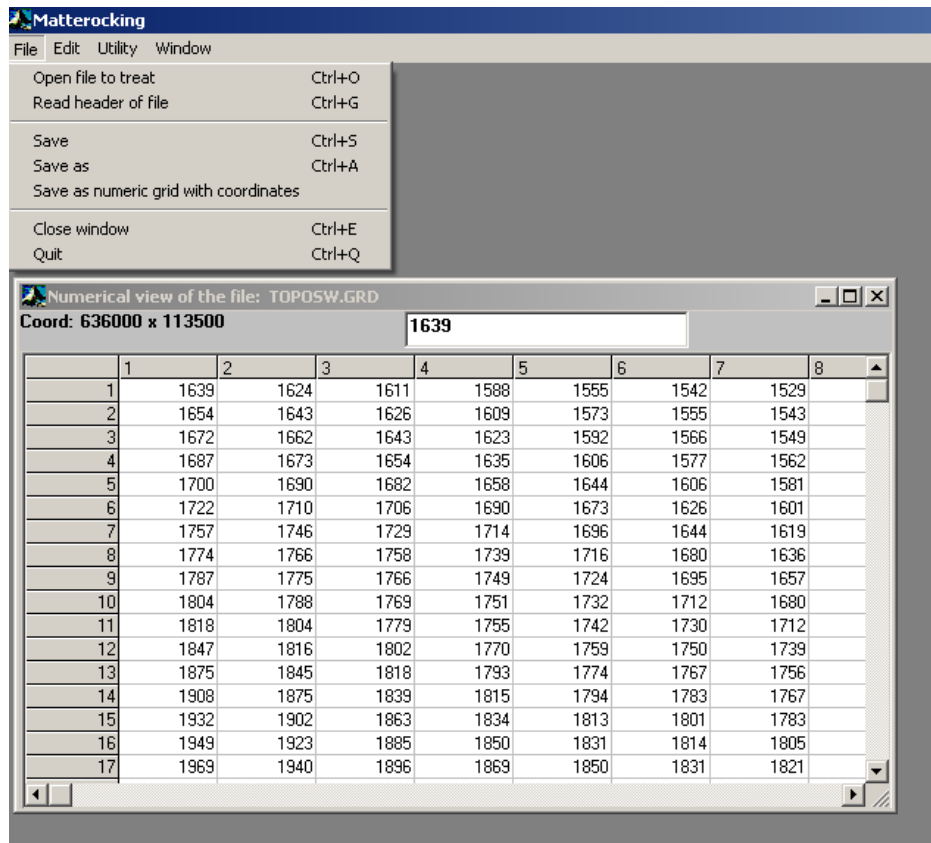 Matterocking
File Edit Utility Window
Open file to treat Ctrl+O
Read header of file Ctrl+G
Save Ctrl+S
Save as Ctrl+A
Save as numeric grid with coordinates
Close window Ctrl+E
Quit Ctrl+Q
Numerical view of the file: TOPOSW.GRD
Coord: 636000 x 113500 1639
1 2 3 4 5 6 7 8
1 1639 1624 1611 1588 1555 1542 1529
2 1654 1643 1626 1609 1573 1555 1543
3 1672 1662 1643 1623 1592 1566 1549
4 1687 1673 1654 1635 1606 1577 1562
5 1700 1690 1682 1658 1644 1606 1581
6 1722 1710 1706 1690 1673 1626 1601
7 1757 1746 1729 1714 1696 1644 1619
8 1774 1766 1758 1739 1716 1680 1636
9 1787 1775 1766 1749 1724 1695 1657
10 1804 1788 1769 1751 1732 1712 1680
11 1818 1804 1779 1755 1742 1730 1712
12 1847 1816 1802 1770 1759 1750 1739
13 1875 1845 1818 1793 1774 1767 1756
14 1908 1875 1839 1815 1794 1783 1767
15 1932 1902 1863 1834 1813 1801 1783
16 1949 1923 1885 1850 1831 1814 1805
17 1969 1940 1896 1869 1850 1831 1821